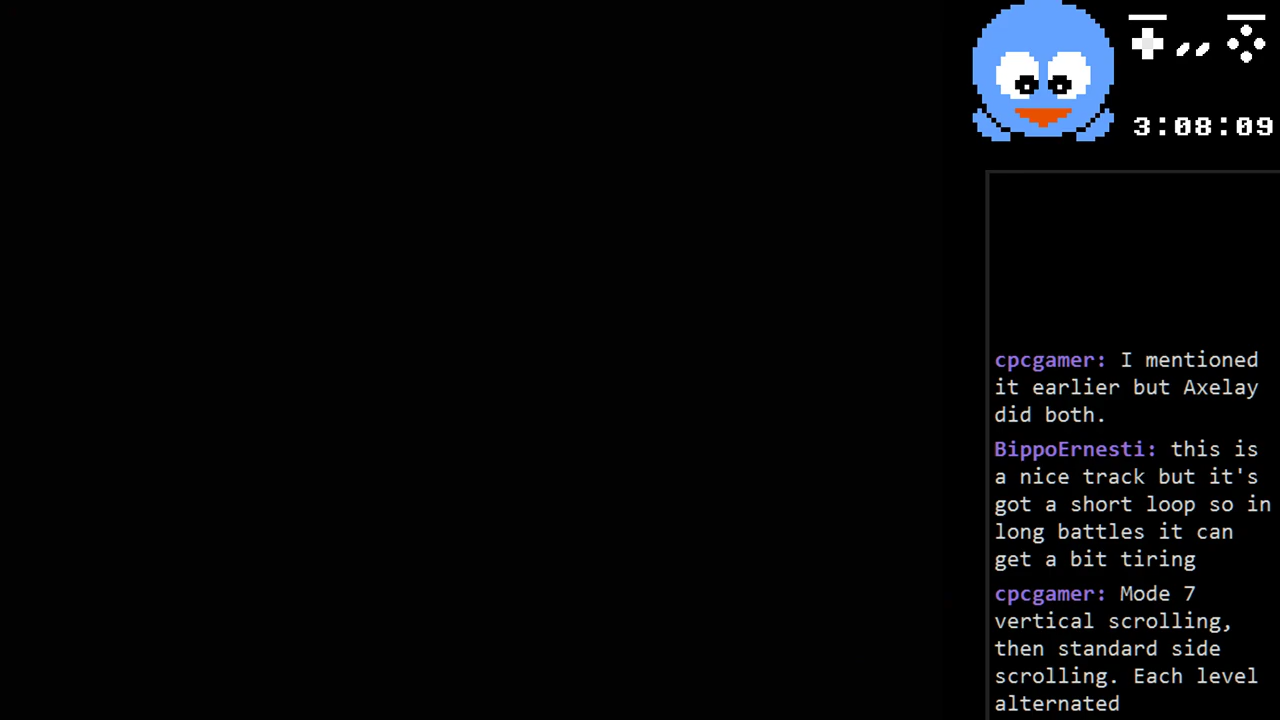 3:08:09
cpcgamer: I mentioned
it earlier but Axelay
did both.
BippoErnesti: this is
a nice track but it's
got a short loop so in
long battles it can
get a bit tiring
cpcgamer: Mode 7
vertical scrolling,
then standard side
scrolling. Each level
alternated